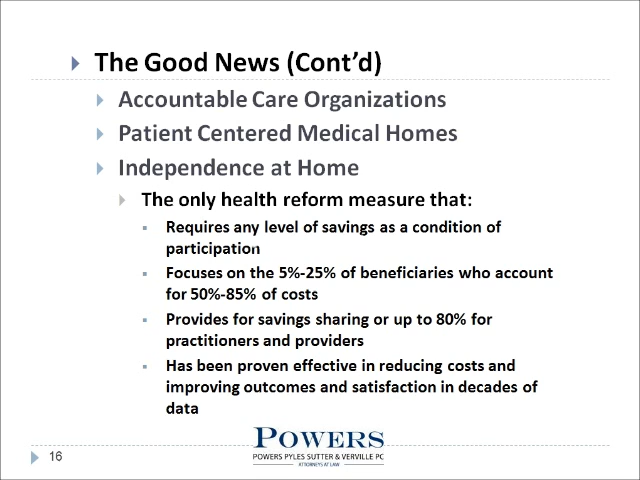 The Good News (Cont’d)
Accountable Care Organizations
Patient Centered Medical Homes
Independence at Home
The only health reform measure that:
Requires any level of savings as a condition of
participation
Focuses on the 5%-25% of beneficiaries who account
for 50%-85% of costs
Provides for savings sharing or up to 80% for
practitioners and providers
Has been proven effective in reducing costs and
improving outcomes and satisfaction in decades of
data
POWERS
POWERS PYLES SUTTER & VERVILLE PC
ATTORNEYS AT LAW
16